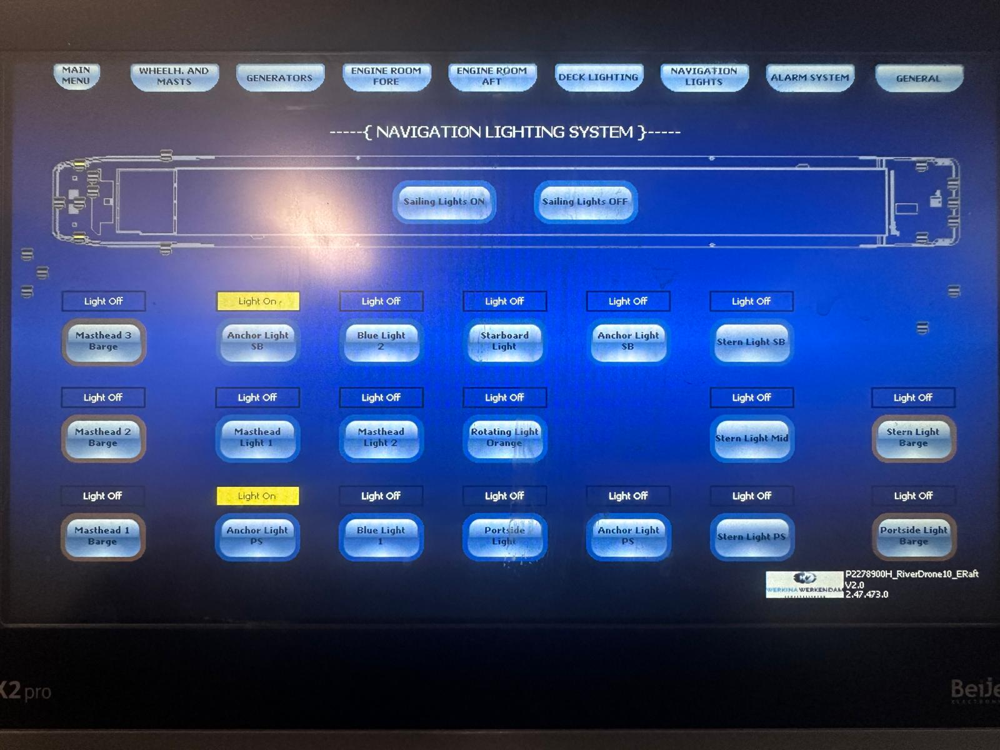 MAIN
MENU
WHEELH. AND
MASTS
GENERATORS
ENGINE ROOM
FORE
ENGINE ROOM
AFT
DECK LIGHTING
NAVIGATION
LIGHTS
ALARM SYSTEM
GENERAL
-----{ NAVIGATION LIGHTING SYSTEM }-----
Sailing Lights ON
Sailing Lights OFF
Light Off
Light On
Light Off
Light Off
Light Off
Light Off
Masthead 3
Barge
Anchor Light
SB
Blue Light
2
Starboard
Light
Anchor Light
SB
Stern Light SB
Light Off
Light Off
Light Off
Light Off
Light Off
Light Off
Masthead 2
Barge
Masthead
Light 1
Masthead
Light 2
Rotating Light
Orange
Stern Light Mid
Stern Light
Barge
Light Off
Light On
Light Off
Light Off
Light Off
Light Off
Light Off
Masthead 1
Barge
Anchor Light
PS
Blue Light
1
Portside
Light
Anchor Light
PS
Stern Light PS
Portside Light
Barge
WERKINA WERKENDAM
P2278900H_RiverDrone10_ERaft
V2.0
2.47.473.0
X2 pro
Beije
ELECTRON